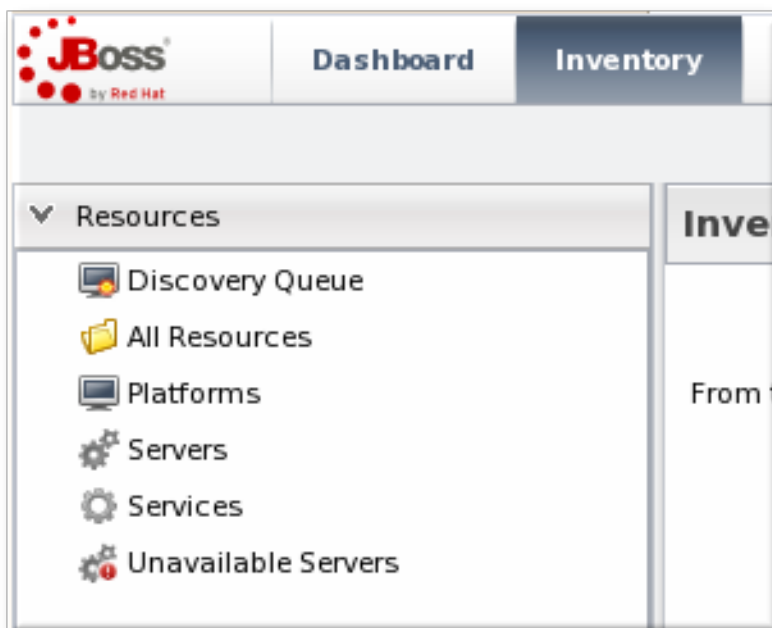 JBoss
by Red Hat
Dashboard
Inventory
Resources
Inve
Discovery Queue
All Resources
Platforms
From
Servers
Services
Unavailable Servers